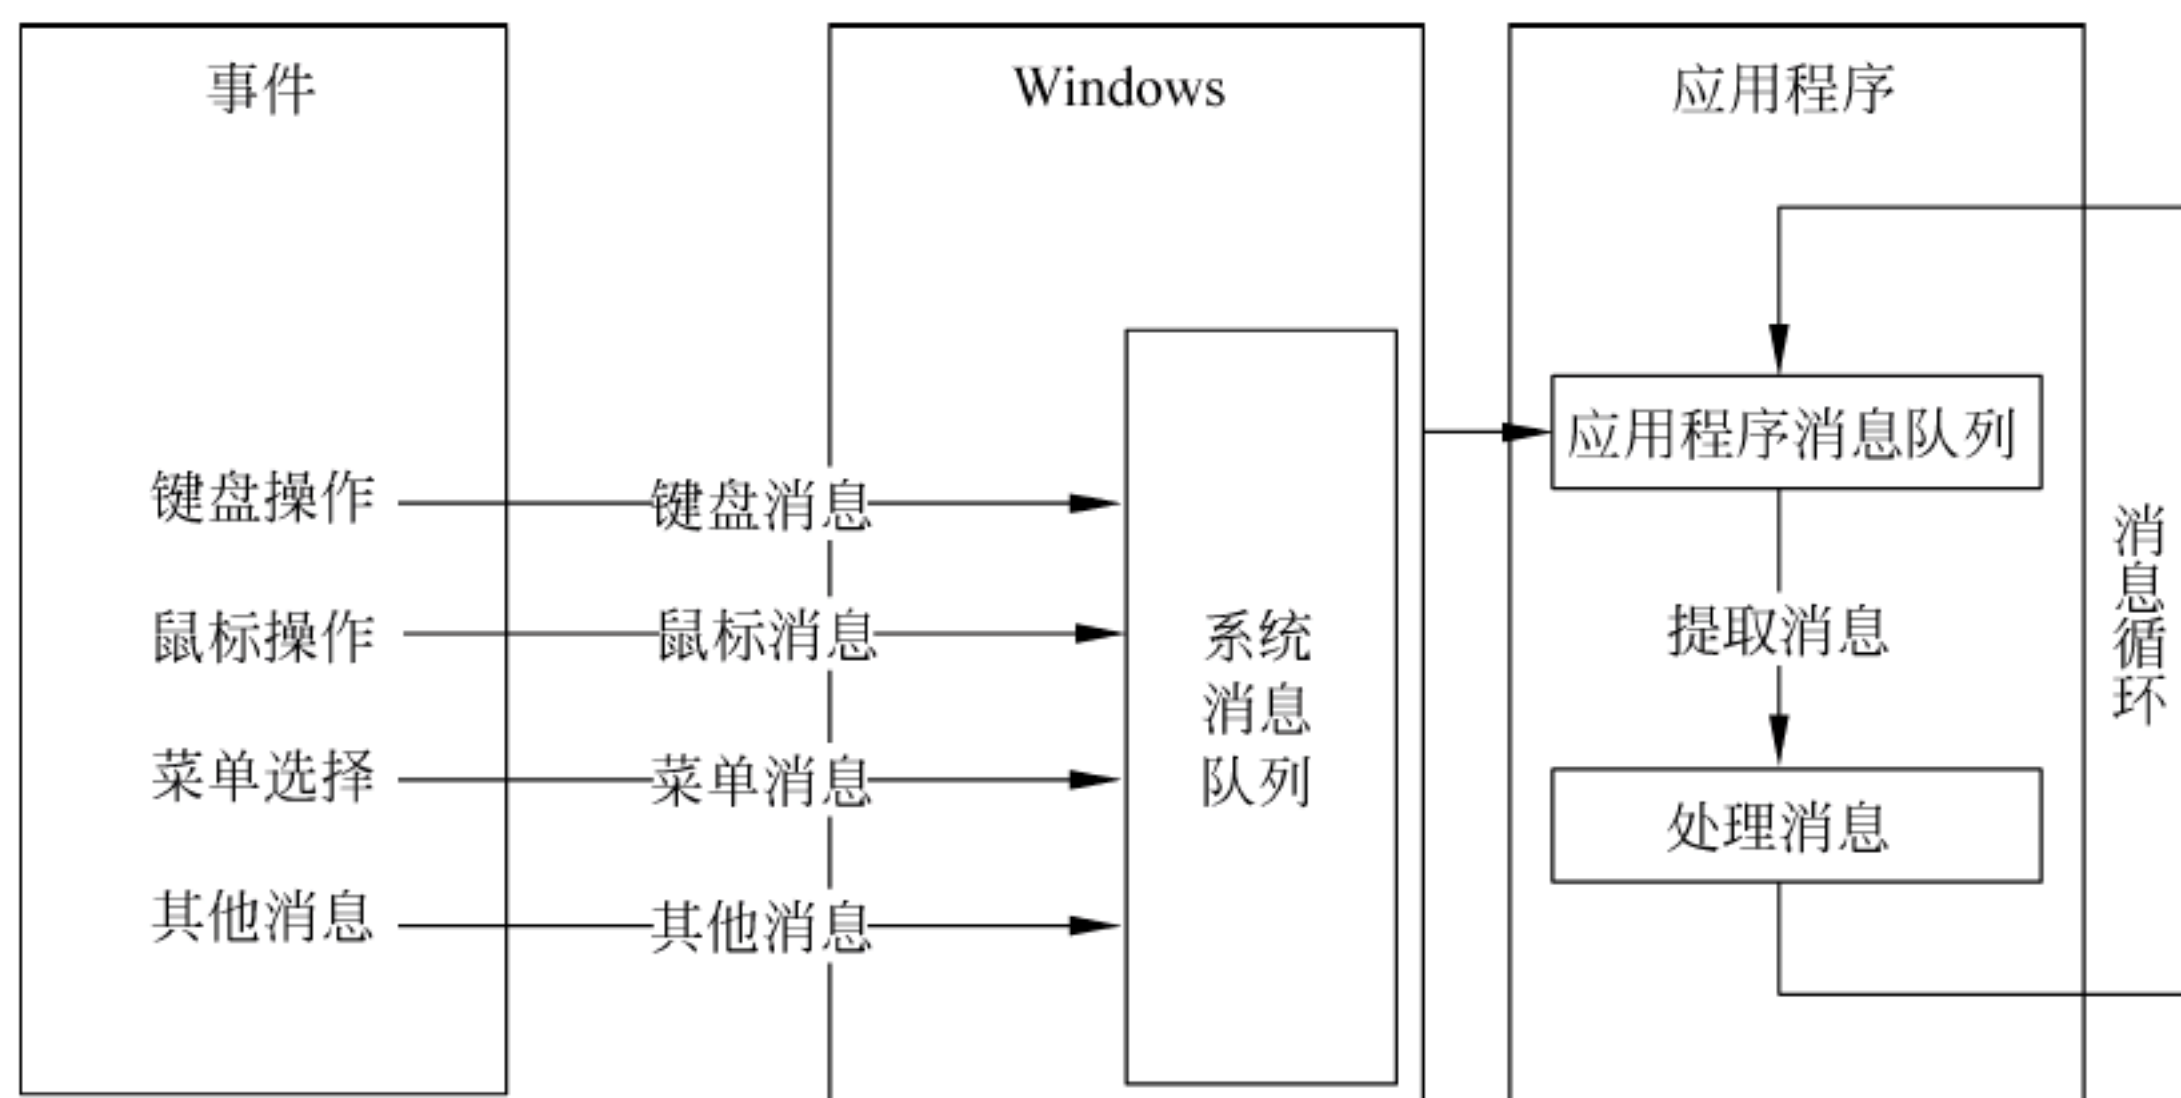 事件
Windows
应用程序
应用程序消息队列
键盘操作
键盘消息
鼠标操作
鼠标消息
系统
消息
队列
提取消息
消息循环
菜单选择
菜单消息
处理消息
其他消息
其他消息